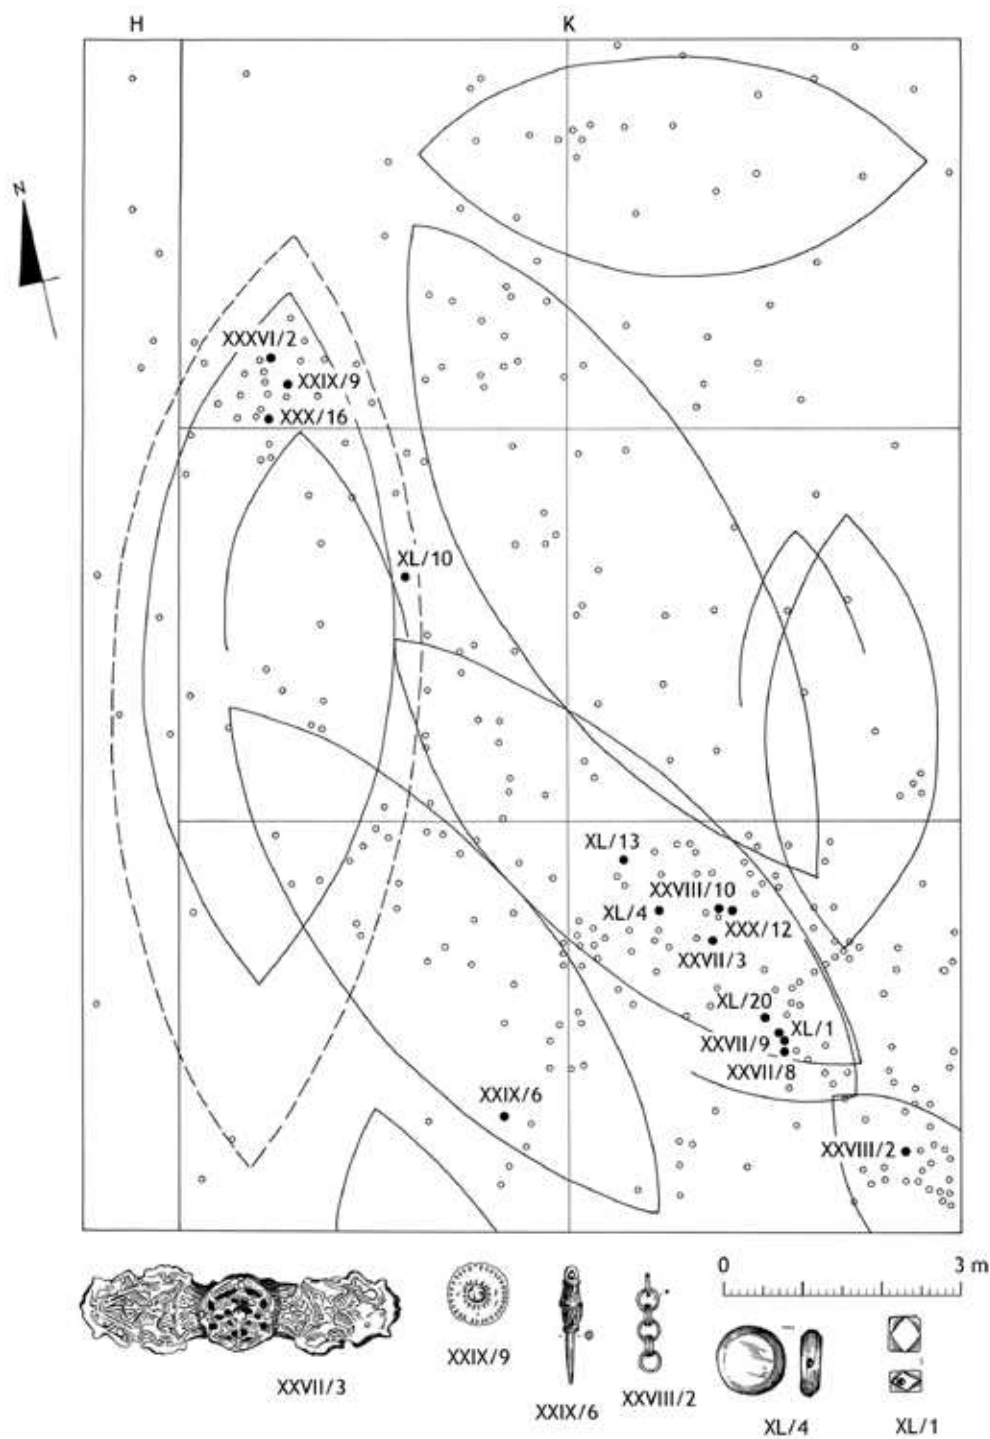 H K
N
XXXVI/2
XXIX/9
XXX/16
XL/10
XL/13
XXVIII/10
XL/4
XXX/12
XXVII/3
XL/20
XL/1
XXVII/9
XXVII/8
XXIX/6
XXVIII/2
0 3 m
XXVII/3
XXIX/9
XXIX/6
XXVIII/2
XL/4
XL/1